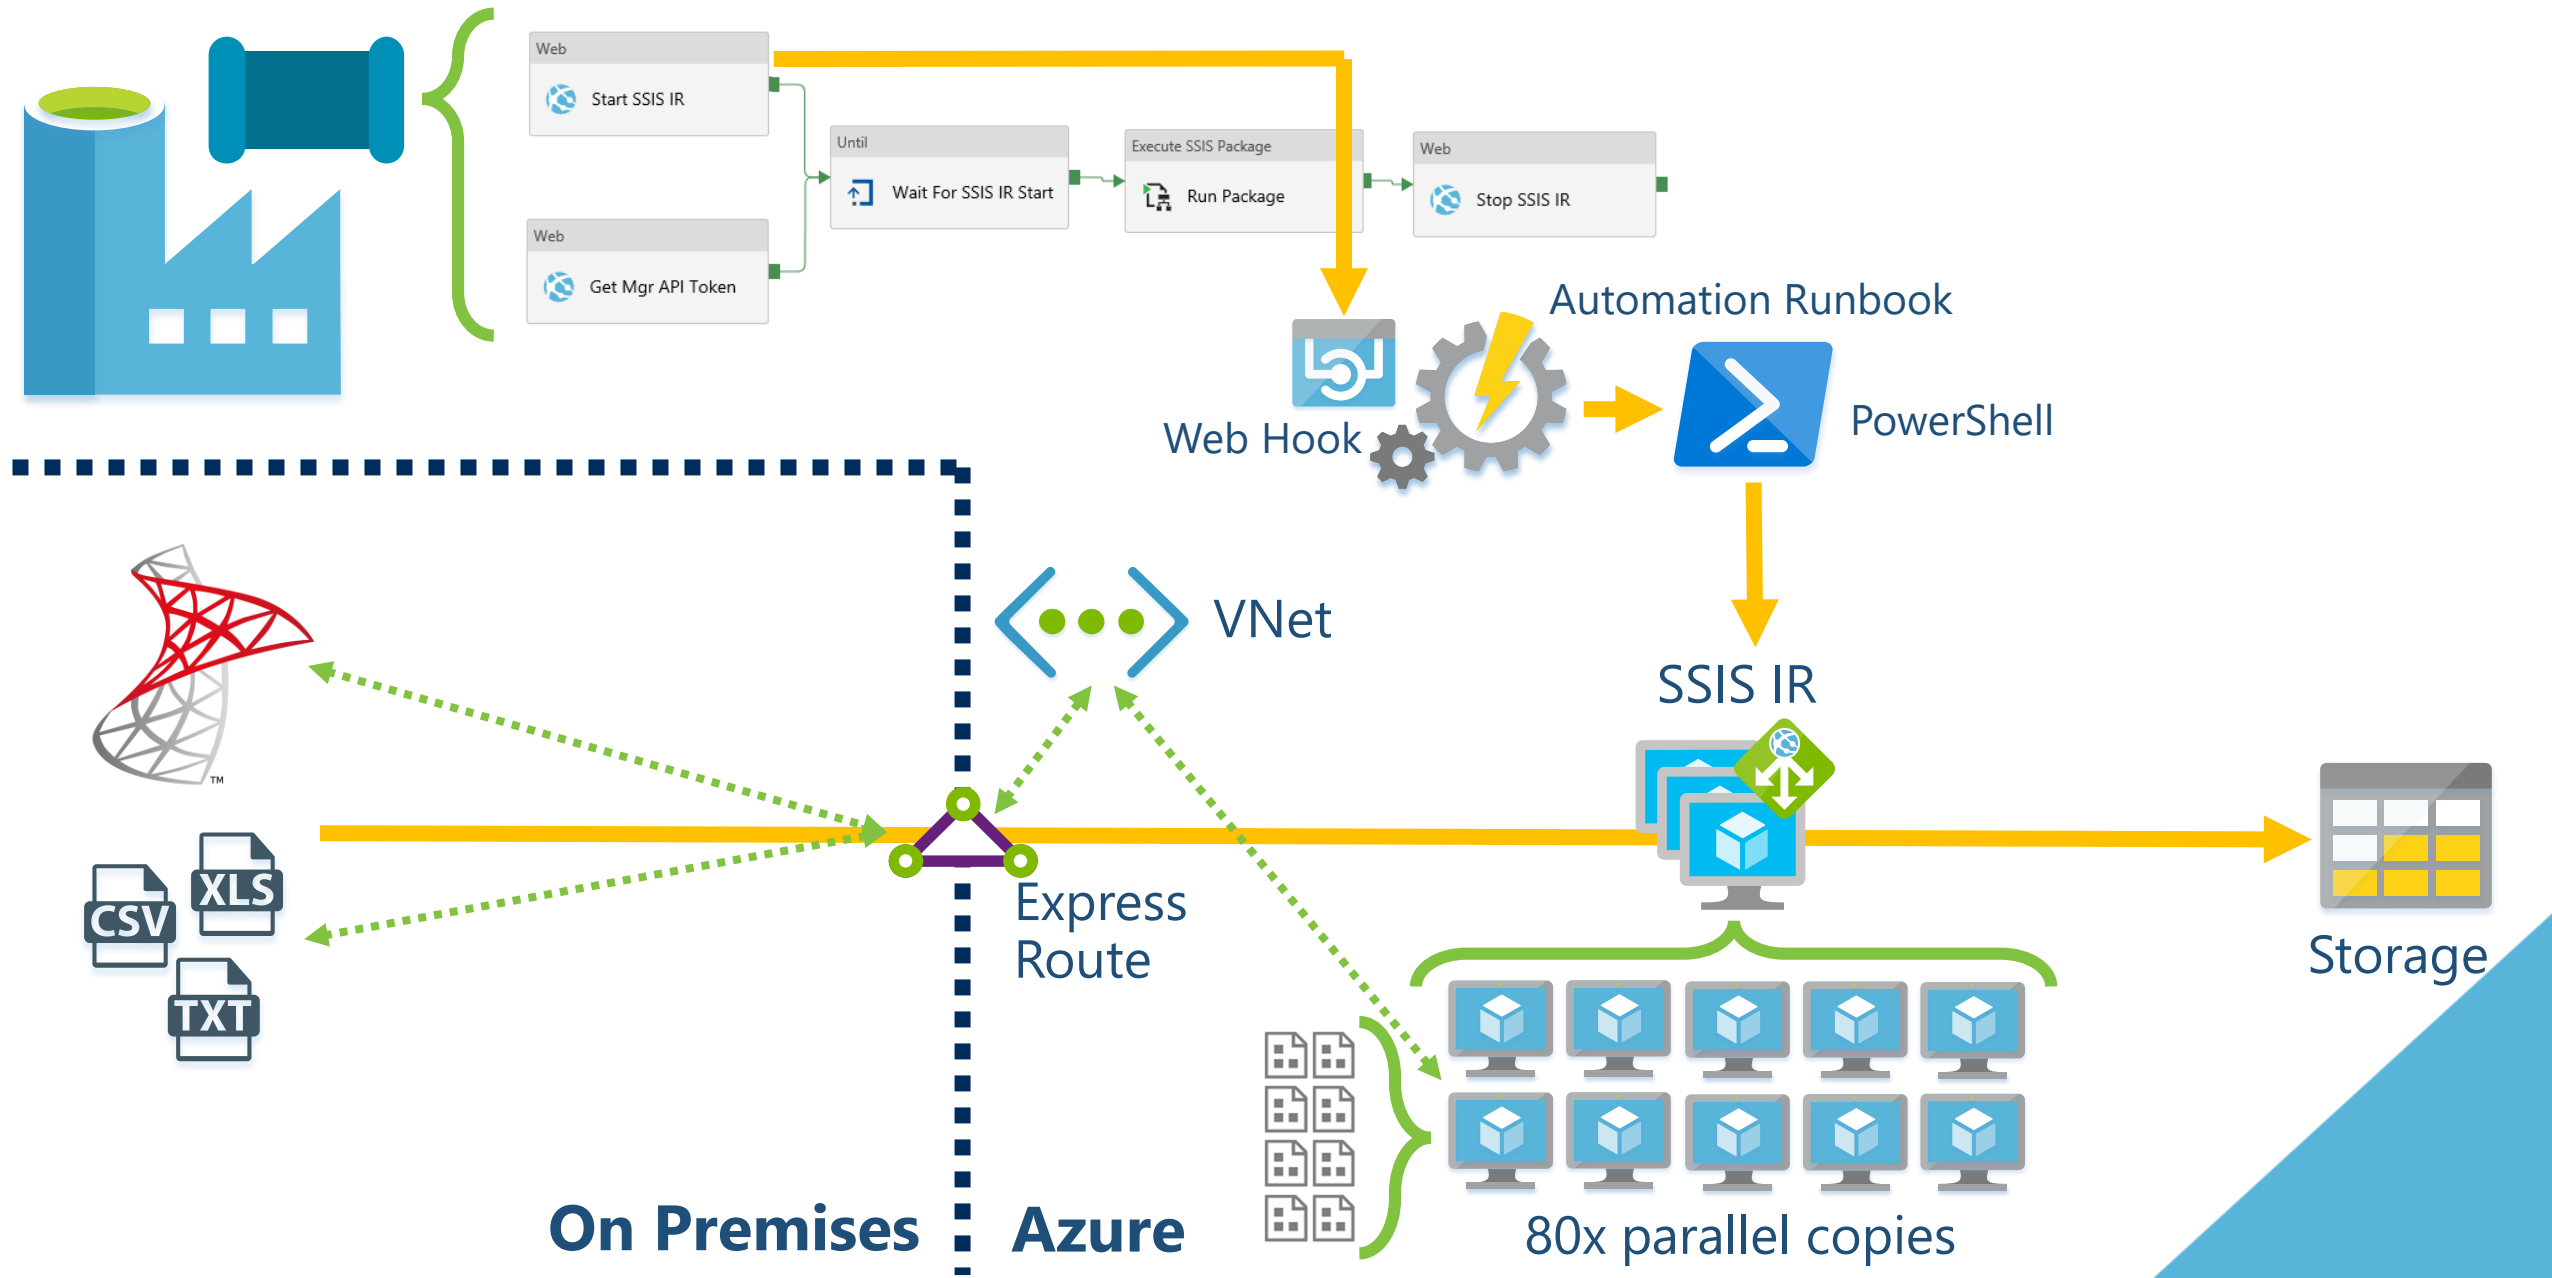 Web
Start SSIS IR
Until
Wait For SSIS IR Start
Execute SSIS Package
Run Package
Web
Stop SSIS IR
Web
Get Mgr API Token
Automation Runbook
Web Hook
PowerShell
VNet
SSIS IR
TM
XLS
CSV
TXT
Express
Route
Storage
On Premises
Azure
80x parallel copies